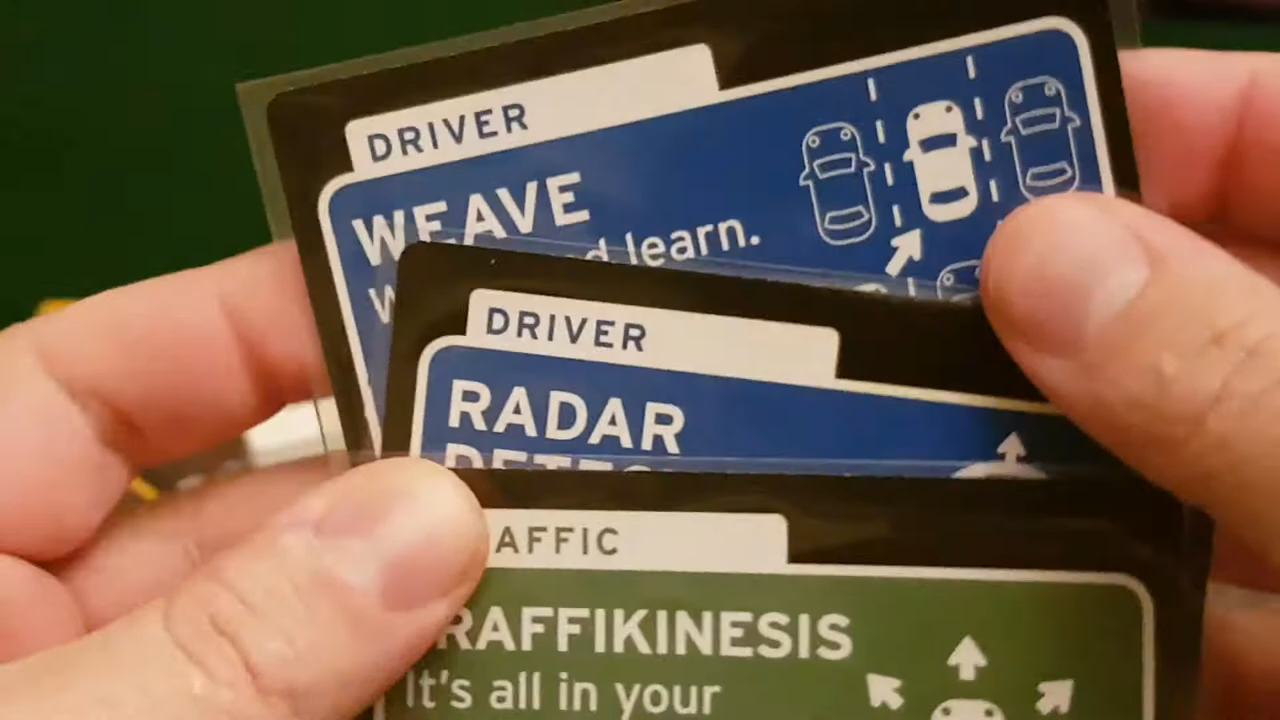 DRIVER
WEAVE
learn.
DRIVER
RADAR
AFFIC
RAFFIKINESIS
It's all in your